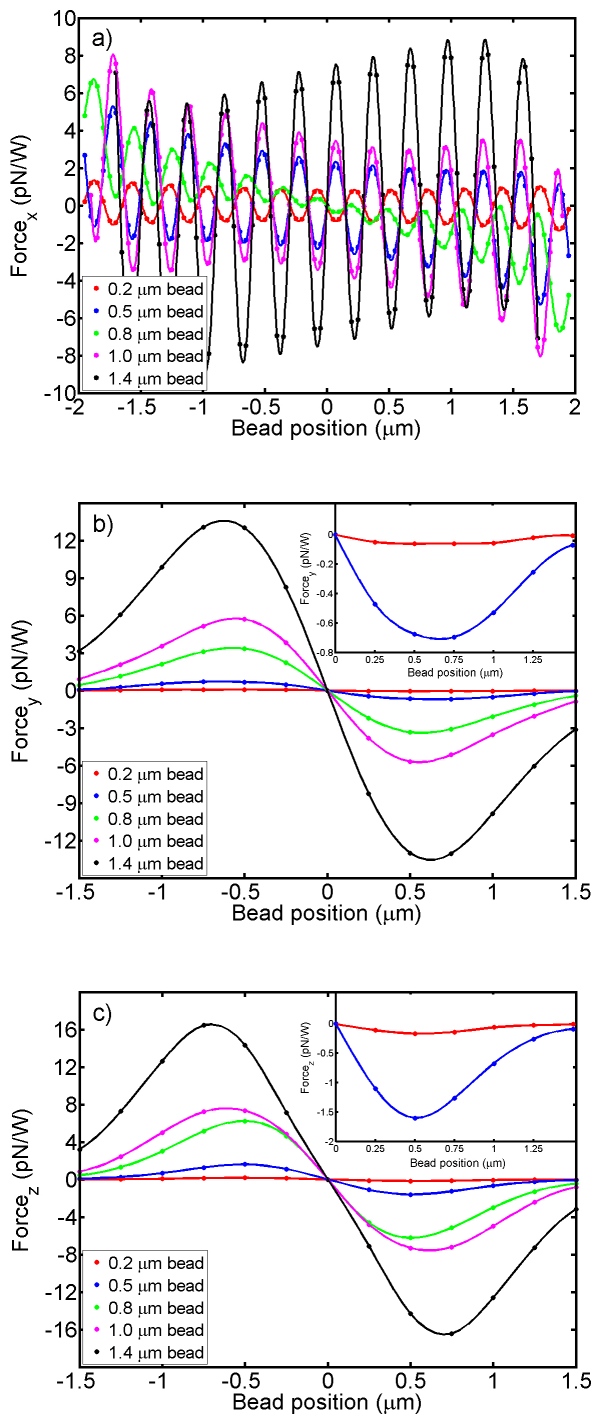 a)
10
8
6
4
2
0
-2
-4
-6
-8
-10
Forceₓ (pN/W)
0.2 μm bead
0.5 μm bead
0.8 μm bead
1.0 μm bead
1.4 μm bead
-2 -1.5 -1 -0.5 0 0.5 1 1.5 2
Bead position (μm)
b)
12
9
6
3
0
-3
-6
-9
-12
Force_y (pN/W)
0
-0.2
-0.4
-0.6
-0.8
Force_y (pN/W)
0 0.25 0.5 0.75 1 1.25
Bead position (μm)
0.2 μm bead
0.5 μm bead
0.8 μm bead
1.0 μm bead
1.4 μm bead
-1.5 -1 -0.5 0 0.5 1 1.5
Bead position (μm)
c)
16
12
8
4
0
-4
-8
-12
-16
Force_z (pN/W)
0
-0.5
-1
-1.5
-2
Force_z (pN/W)
0 0.25 0.5 0.75 1 1.25
Bead position (μm)
0.2 μm bead
0.5 μm bead
0.8 μm bead
1.0 μm bead
1.4 μm bead
-1.5 -1 -0.5 0 0.5 1 1.5
Bead position (μm)